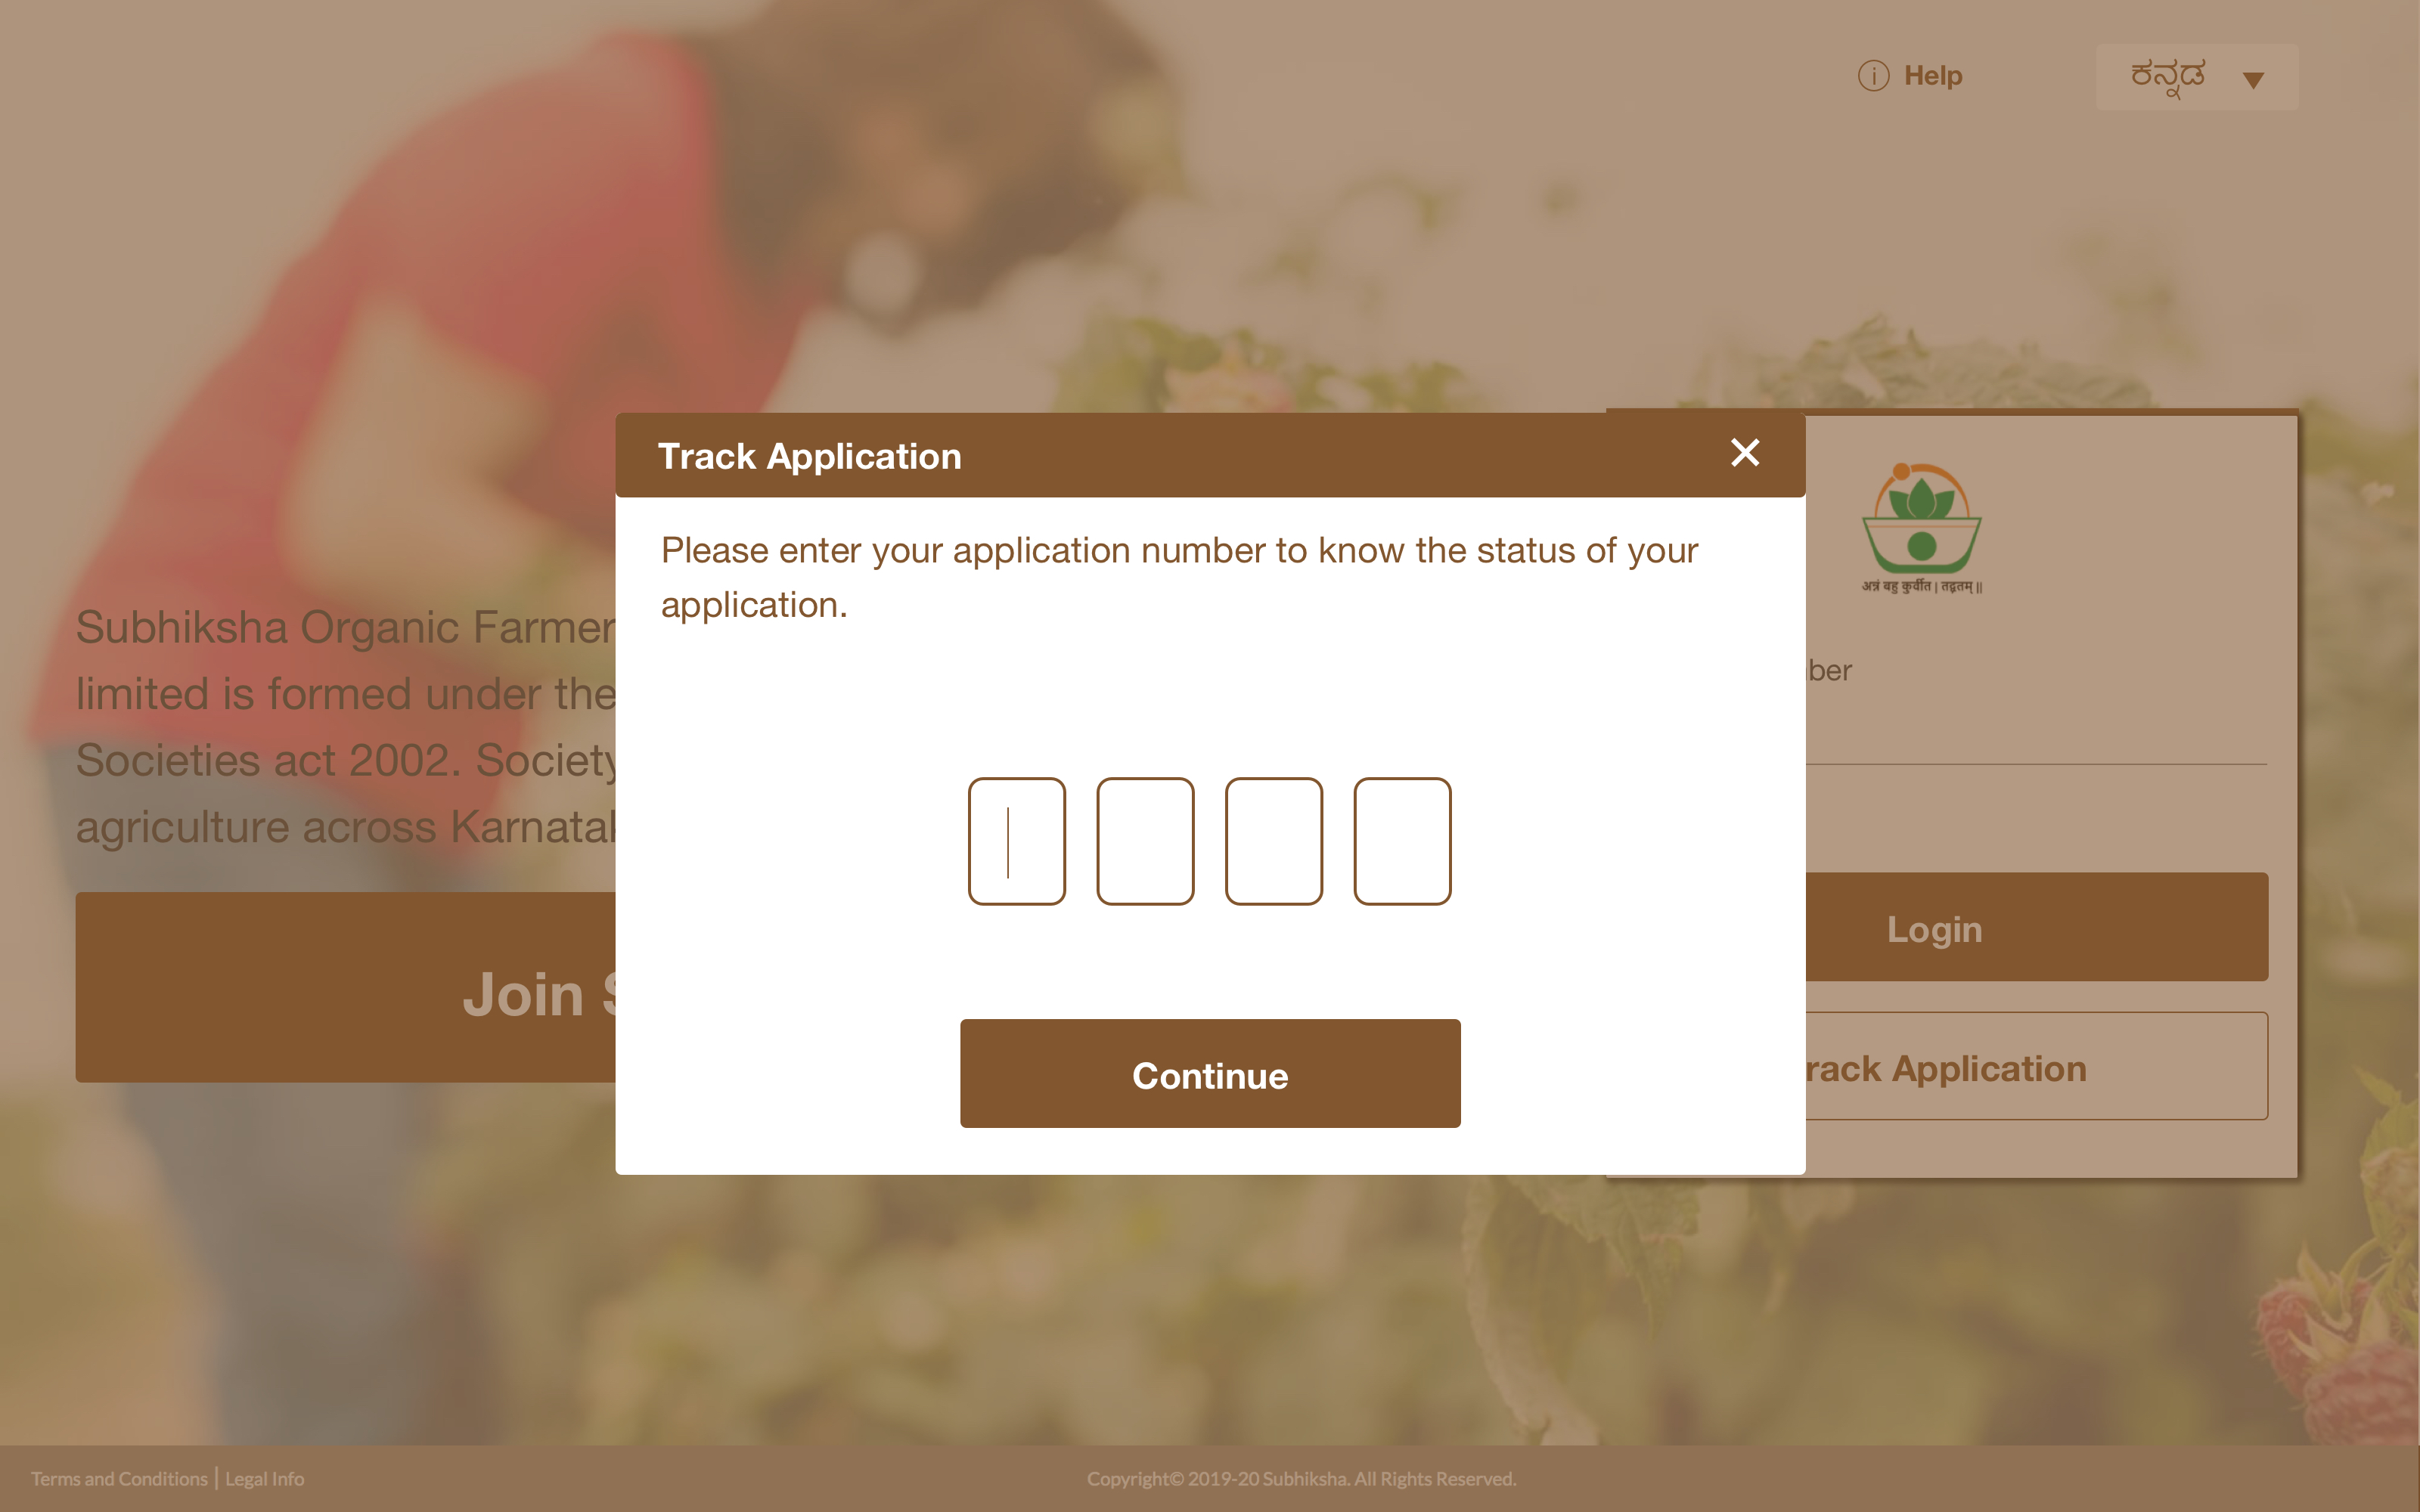 Help
ಕನ್ನಡ
Track Application
Please enter your application number to know the status of your
application.
Continue
Subhiksha Organic Farmer
limited is formed under the
Societies act 2002. Society
agriculture across Karnatak
Join S
अन्नं बहु कुर्वीत | तद्व्रतम् ||
ber
Login
rack Application
Terms and Conditions | Legal Info
Copyright© 2019-20 Subhiksha. All Rights Reserved.